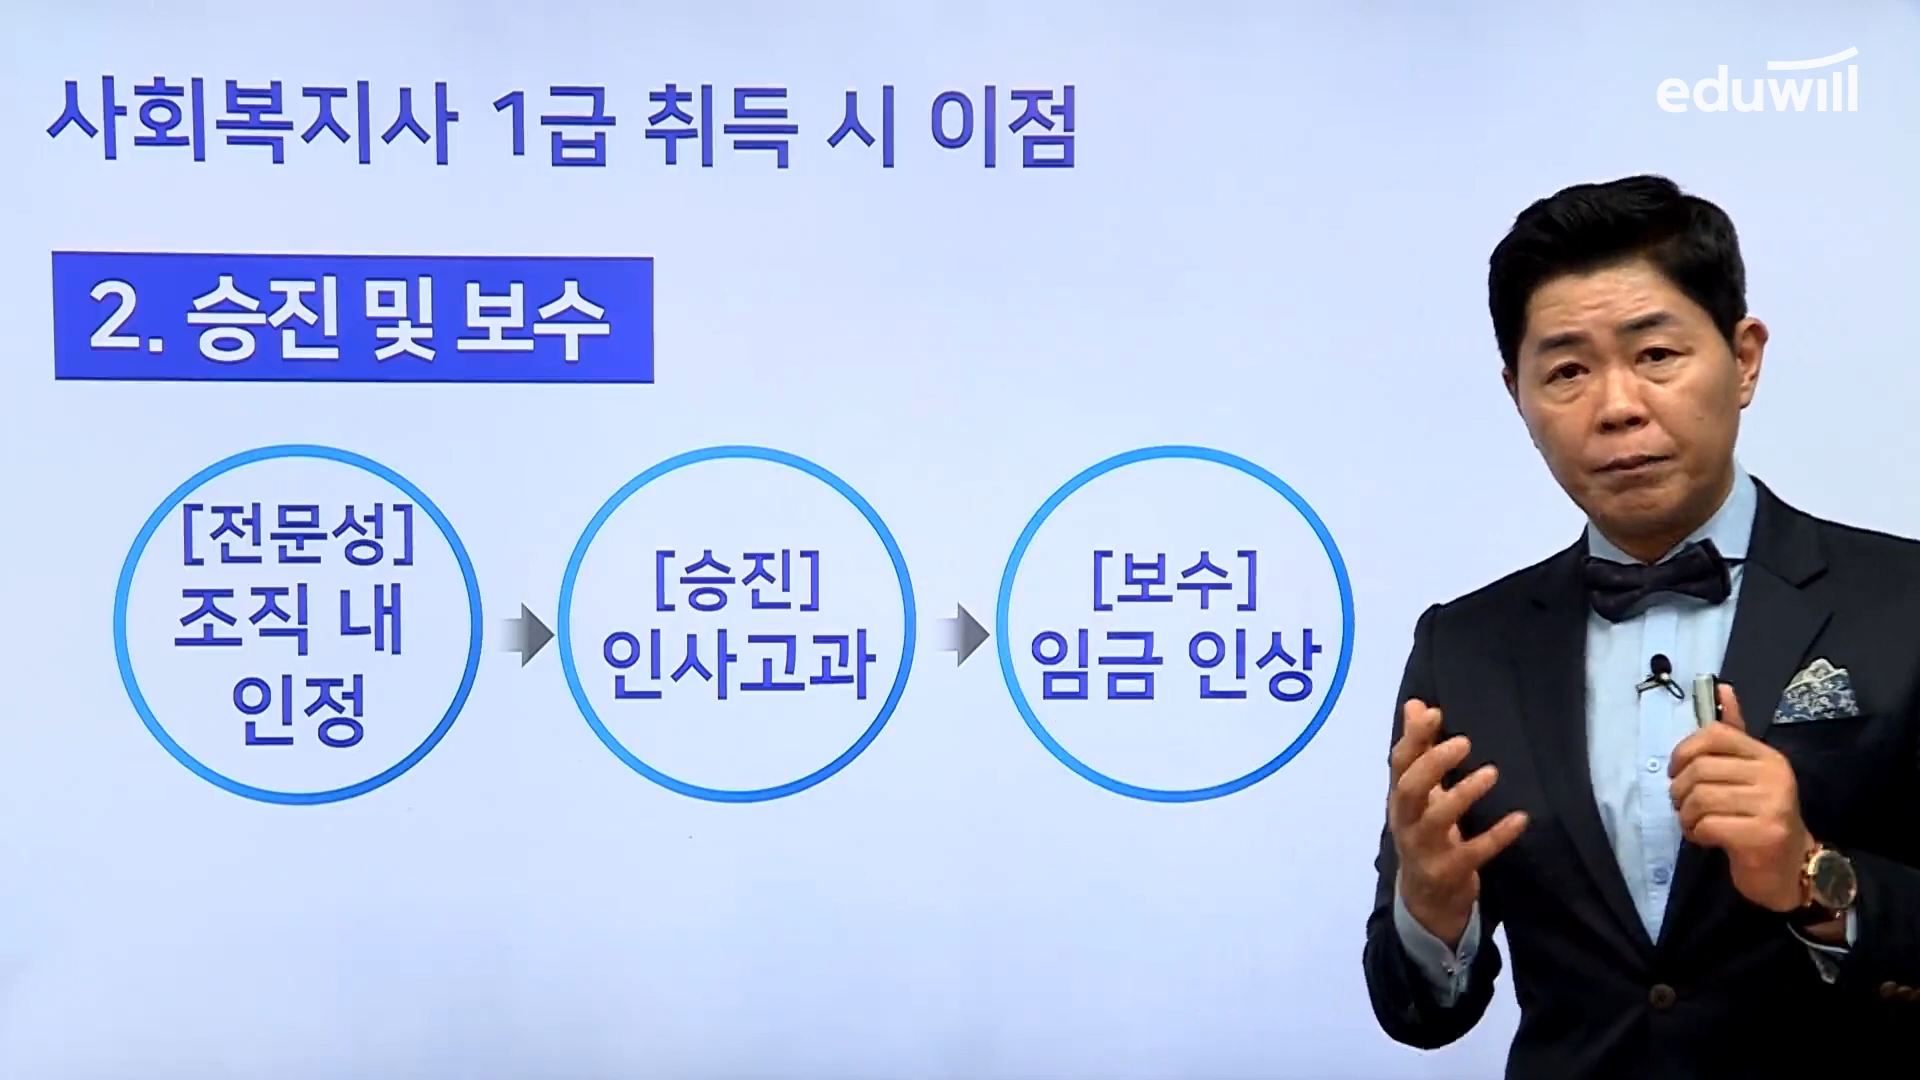 eduwill
사회복지사 1급 취득 시 이점
2. 승진 및 보수
[전문성]
조직 내
인정
[승진]
인사고과
[보수]
임금 인상